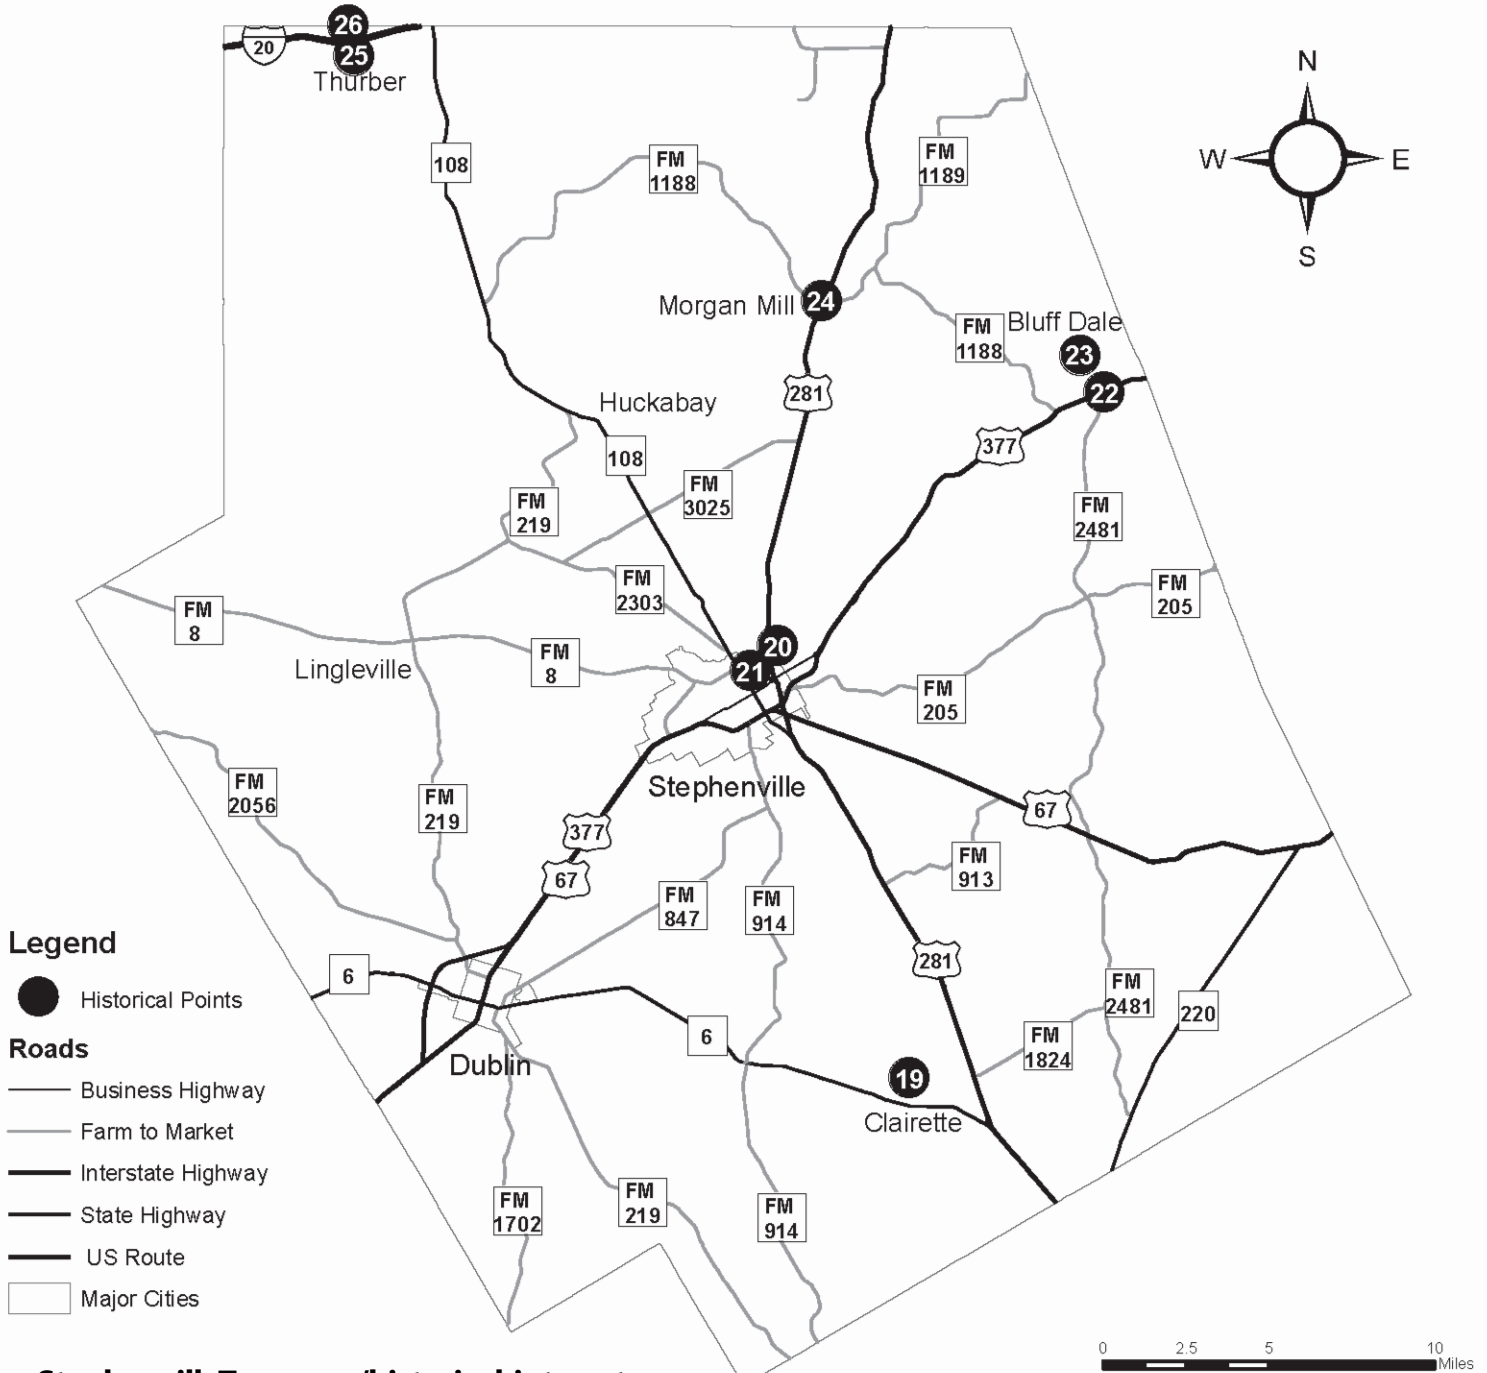 26
20
25
Thurber
N
W
E
S
108
FM
1188
FM
1189
Morgan Mill
24
Bluff Dale
FM
1188
23
22
281
Huckabay
377
108
FM
3025
FM
219
FM
2481
FM
2303
FM
205
FM
8
20
FM
8
21
Lingleville
FM
205
Stephenville
FM
2056
FM
219
67
377
67
FM
913
FM
847
FM
914
Legend
Historical Points
Roads
Business Highway
Farm to Market
Interstate Highway
State Highway
US Route
Major Cities
6
281
FM
2481
220
6
FM
1824
Dublin
19
Clairette
FM
1702
FM
219
FM
914
0 2.5 5 10
Miles